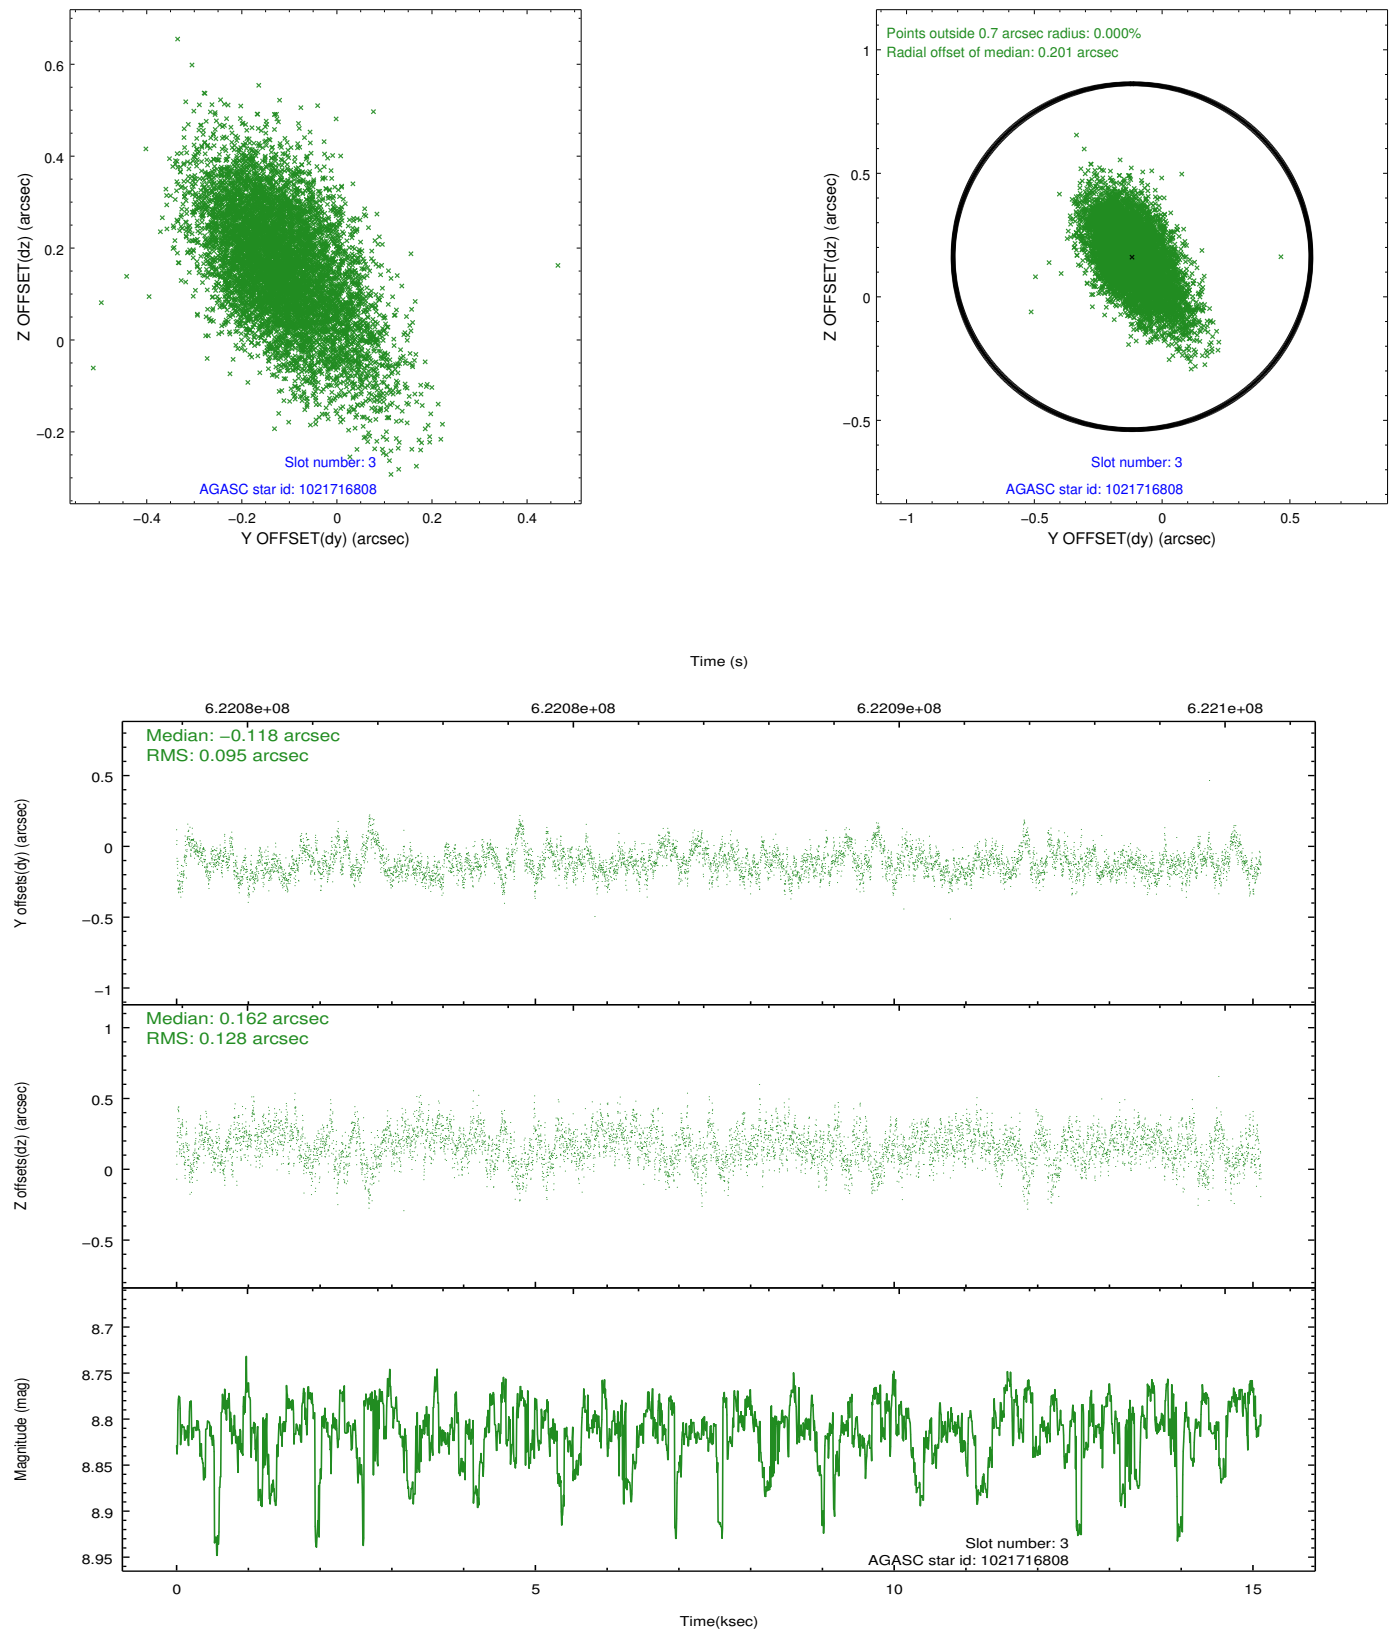 0.6
0.4
0.2
0
−0.2
Z OFFSET(dz) (arcsec)
Slot number: 3
AGASC star id: 1021716808
−0.4 −0.2 0 0.2 0.4
Y OFFSET(dy) (arcsec)
Points outside 0.7 arcsec radius: 0.000%
Radial offset of median: 0.201 arcsec
1
0.5
0
−0.5
Z OFFSET(dz) (arcsec)
Slot number: 3
AGASC star id: 1021716808
−1 −0.5 0 0.5
Y OFFSET(dy) (arcsec)
Time (s)
6.2208e+08 6.2208e+08 6.2209e+08 6.221e+08
Median: −0.118 arcsec
RMS: 0.095 arcsec
0.5
0
−0.5
−1
Y offsets(dy) (arcsec)
Median: 0.162 arcsec
RMS: 0.128 arcsec
1
0.5
0
−0.5
Z offsets(dz) (arcsec)
8.7
8.75
8.8
8.85
8.9
8.95
Magnitude (mag)
Slot number: 3
AGASC star id: 1021716808
0 5 10 15
Time(ksec)